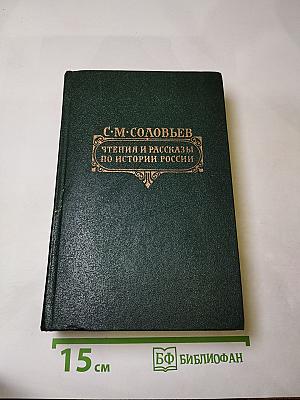 С·М·СОЛОВЬЕВ
ЧТЕНИЯ И РАССКАЗЫ
ПО ИСТОРИИ РОССИИ
15 см
БФ БИБЛИОФАН